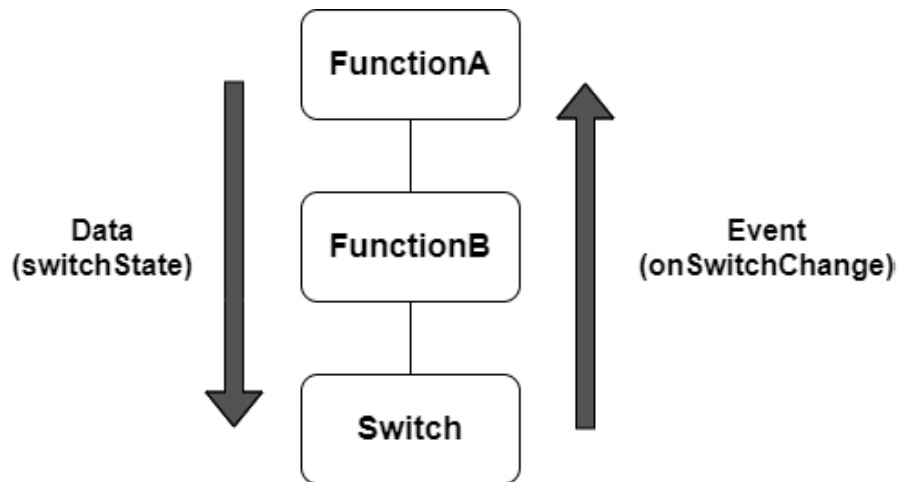 FunctionA
Data
(switchState)
FunctionB
Event
(onSwitchChange)
Switch